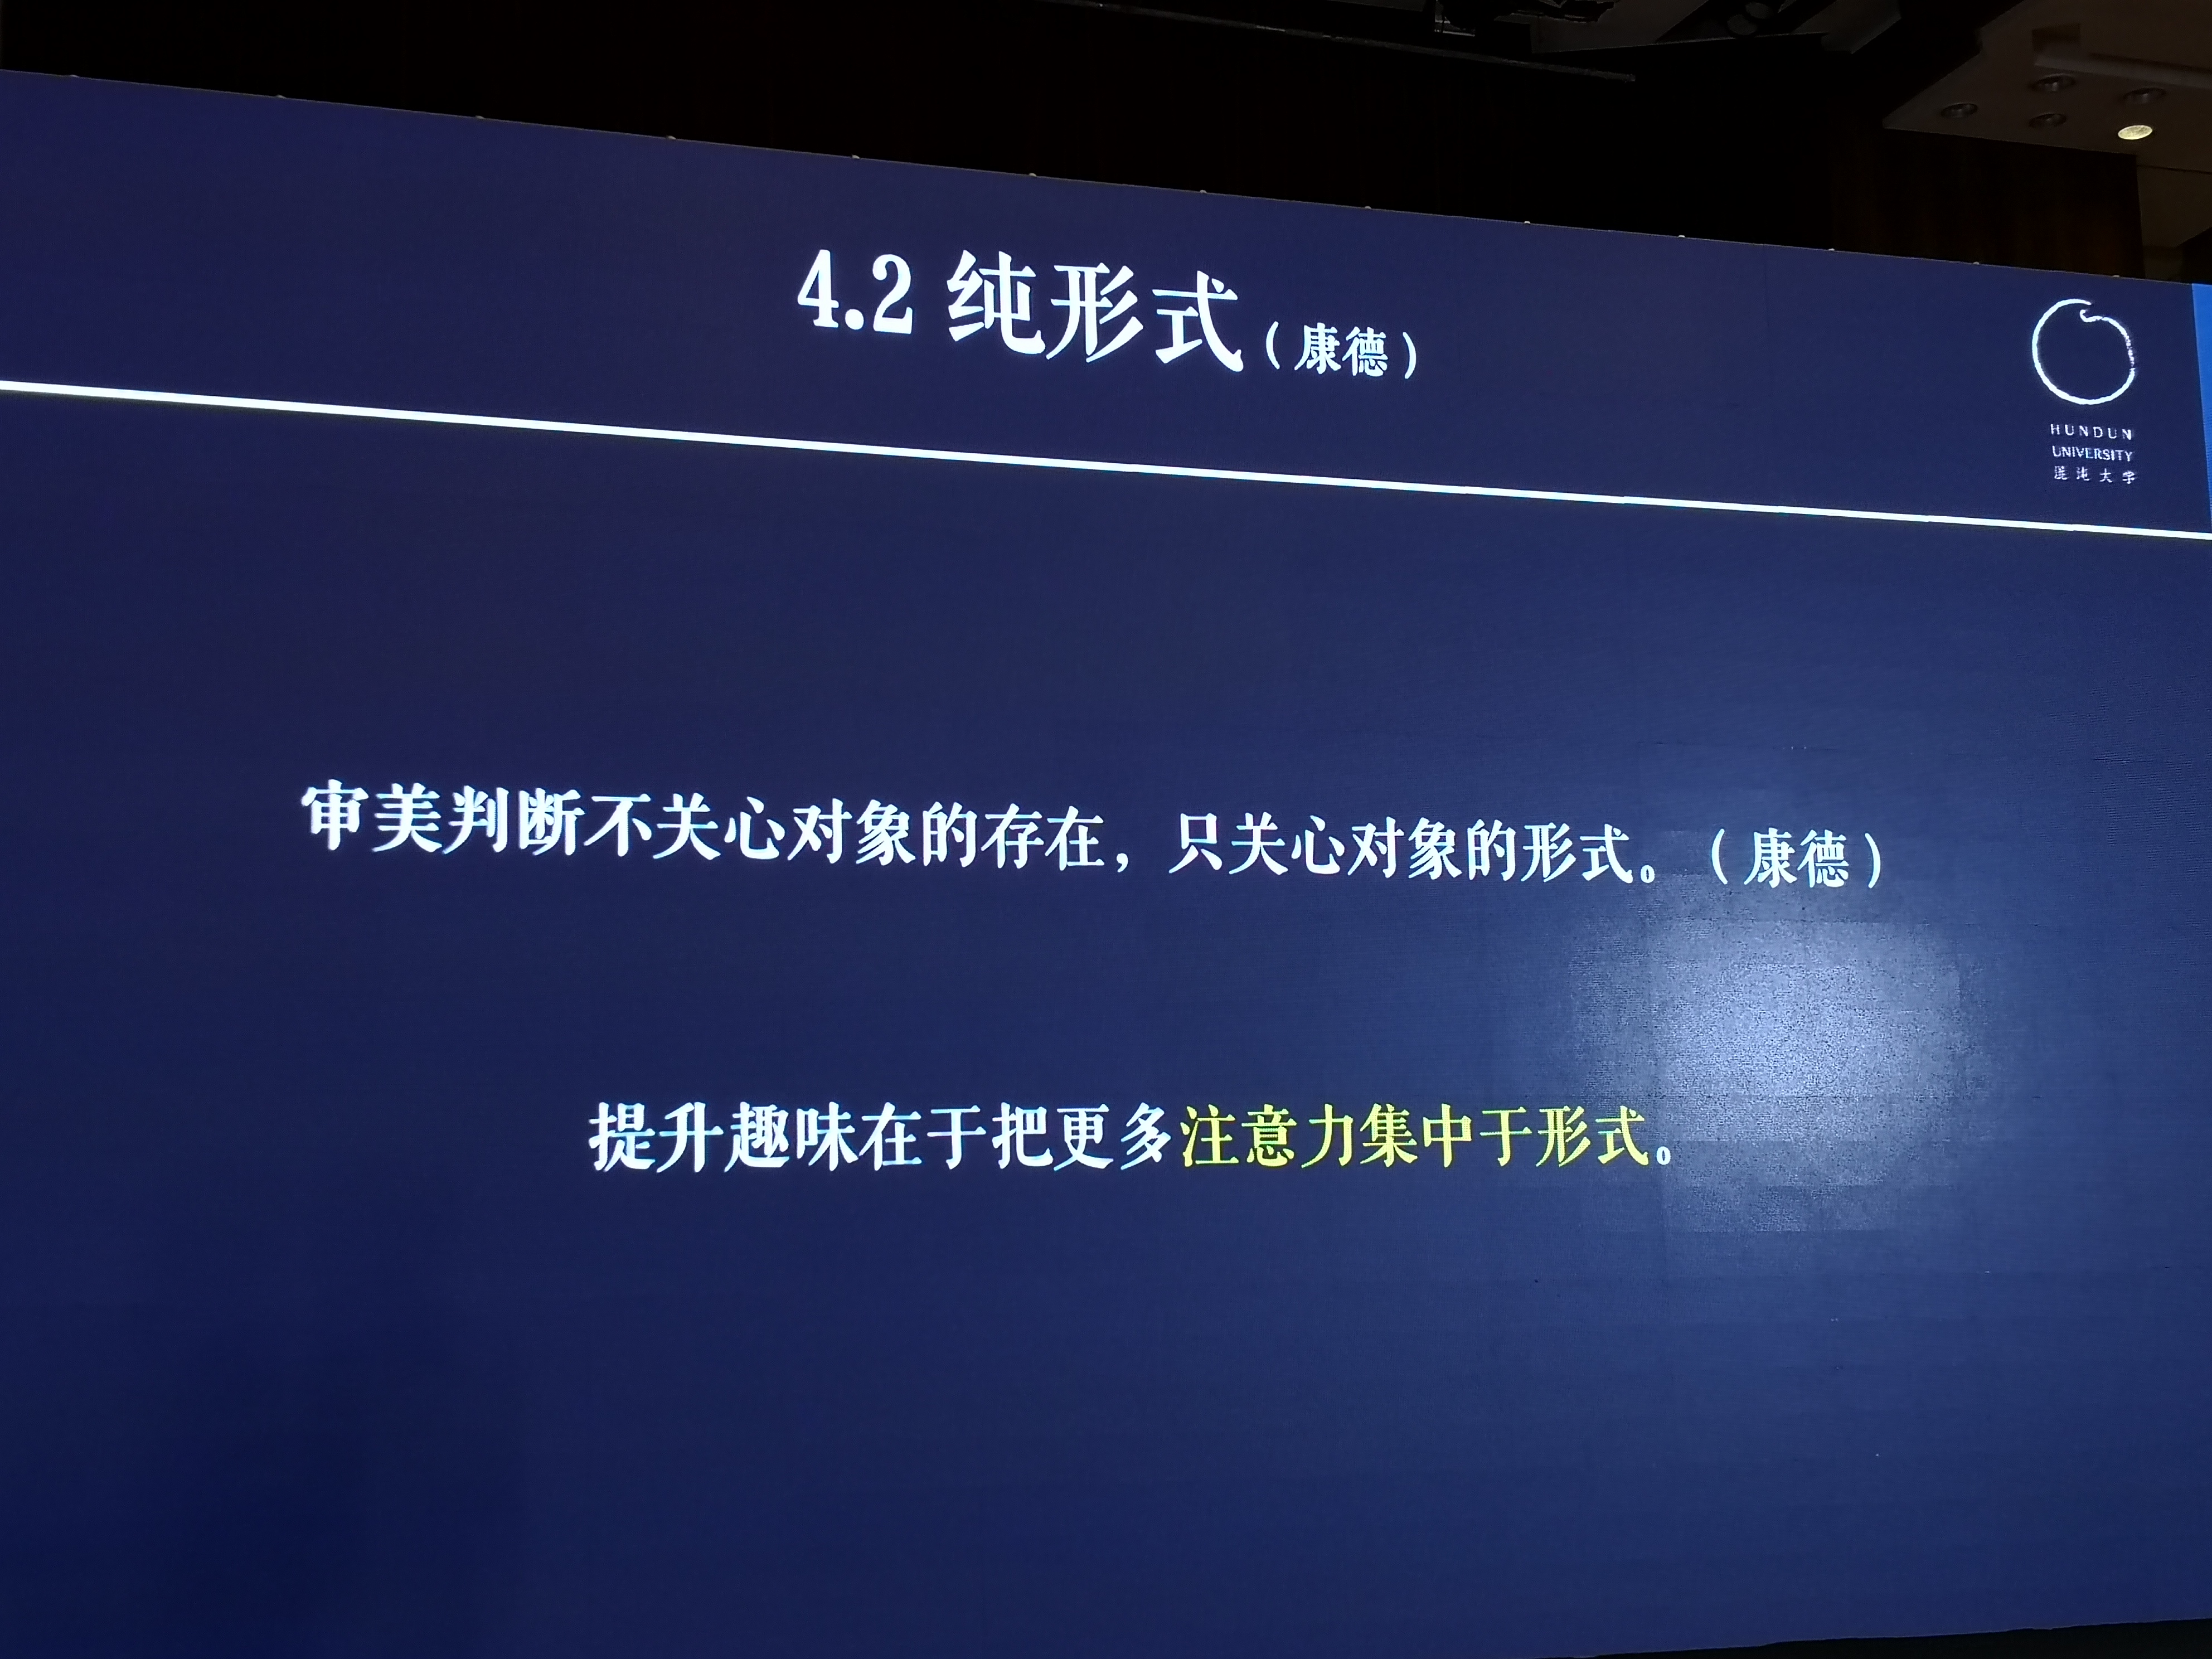 4.2 纯形式（康德）
HUNDUN
UNIVERSITY
混沌大学
审美判断不关心对象的存在，只关心对象的形式。（康德）
提升趣味在于把更多注意力集中于形式。